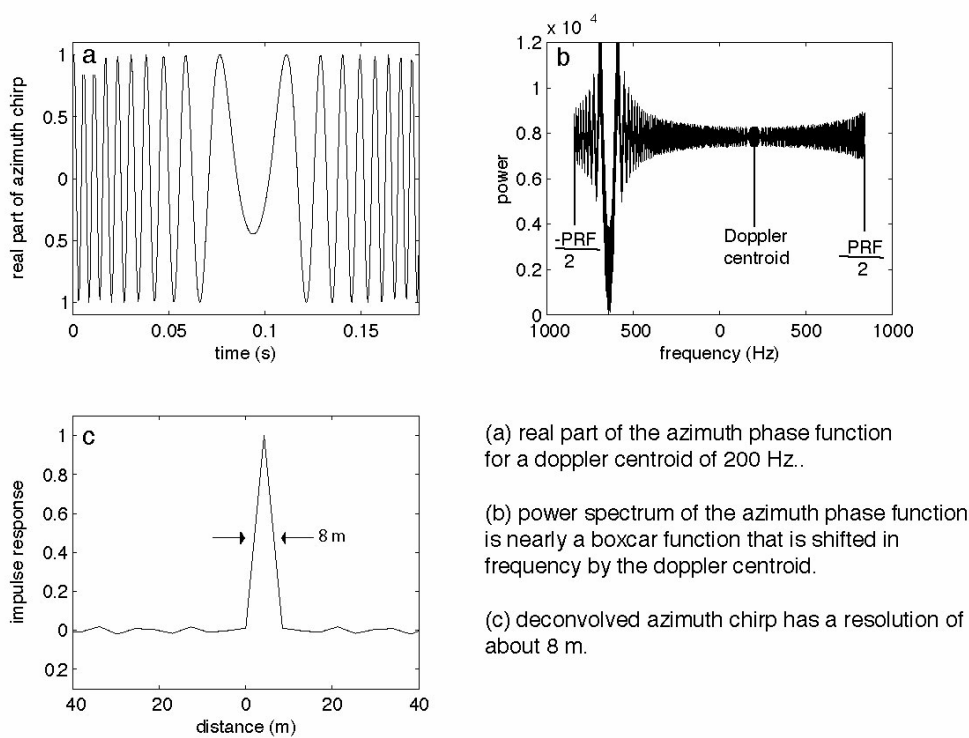 a
real part of azimuth chirp
1
0.5
0
0.5
1
0 0.05 0.1 0.15
time (s)
x 10 4
b
power
1.2
1
0.8
0.6
0.4
0.2
0
-PRF
2
Doppler
centroid
PRF
2
1000 500 0 500 1000
frequency (Hz)
c
impulse response
1
0.8
0.6
0.4
0.2
0
0.2
8 m
40 20 0 20 40
distance (m)
(a) real part of the azimuth phase function
for a doppler centroid of 200 Hz..
(b) power spectrum of the azimuth phase function
is nearly a boxcar function that is shifted in
frequency by the doppler centroid.
(c) deconvolved azimuth chirp has a resolution of
about 8 m.